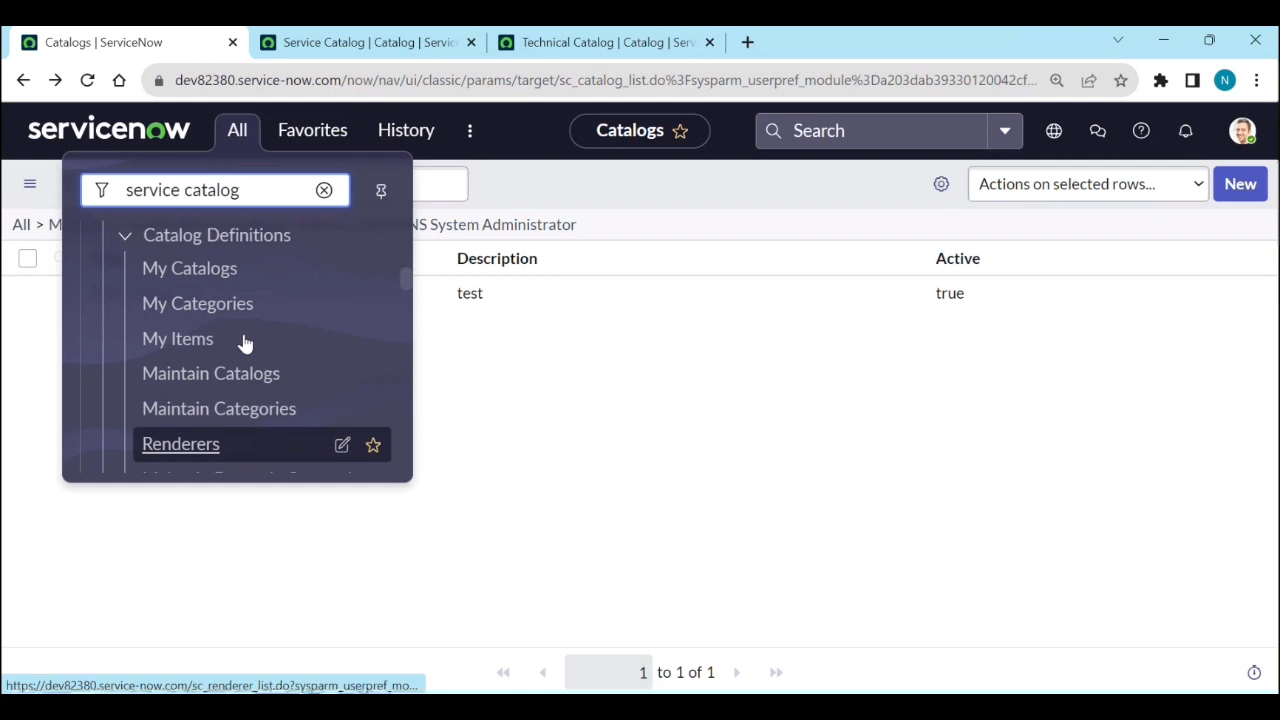 Catalogs | ServiceNow
Service Catalog | Catalog | Servic
Technical Catalog | Catalog | Serv
dev82380.service-now.com/now/nav/ui/classic/params/target/sc_catalog_list.do%3Fsysparm_userpref_module%3Da203dab39330120042cf...
N
servicenow
All
Favorites
History
Catalogs
Search
service catalog
Actions on selected rows...
New
All > M
NS System Administrator
Catalog Definitions
My Catalogs
My Categories
My Items
Maintain Catalogs
Maintain Categories
Renderers
Description
Active
test
true
1 to 1 of 1
https://dev82380.service-now.com/sc_renderer_list.do?sysparm_userpref_mo...